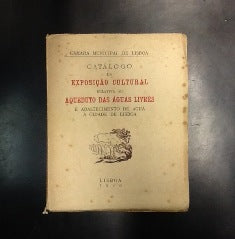 CÂMARA MUNICIPAL DE LISBOA
CATÁLOGO
DA
EXPOSIÇÃO CULTURAL
RELATIVA AO
AQUEDUTO DAS ÁGUAS LIVRES
E ABASTECIMENTO DE ÁGUA
À CIDADE DE LISBOA
LISBOA